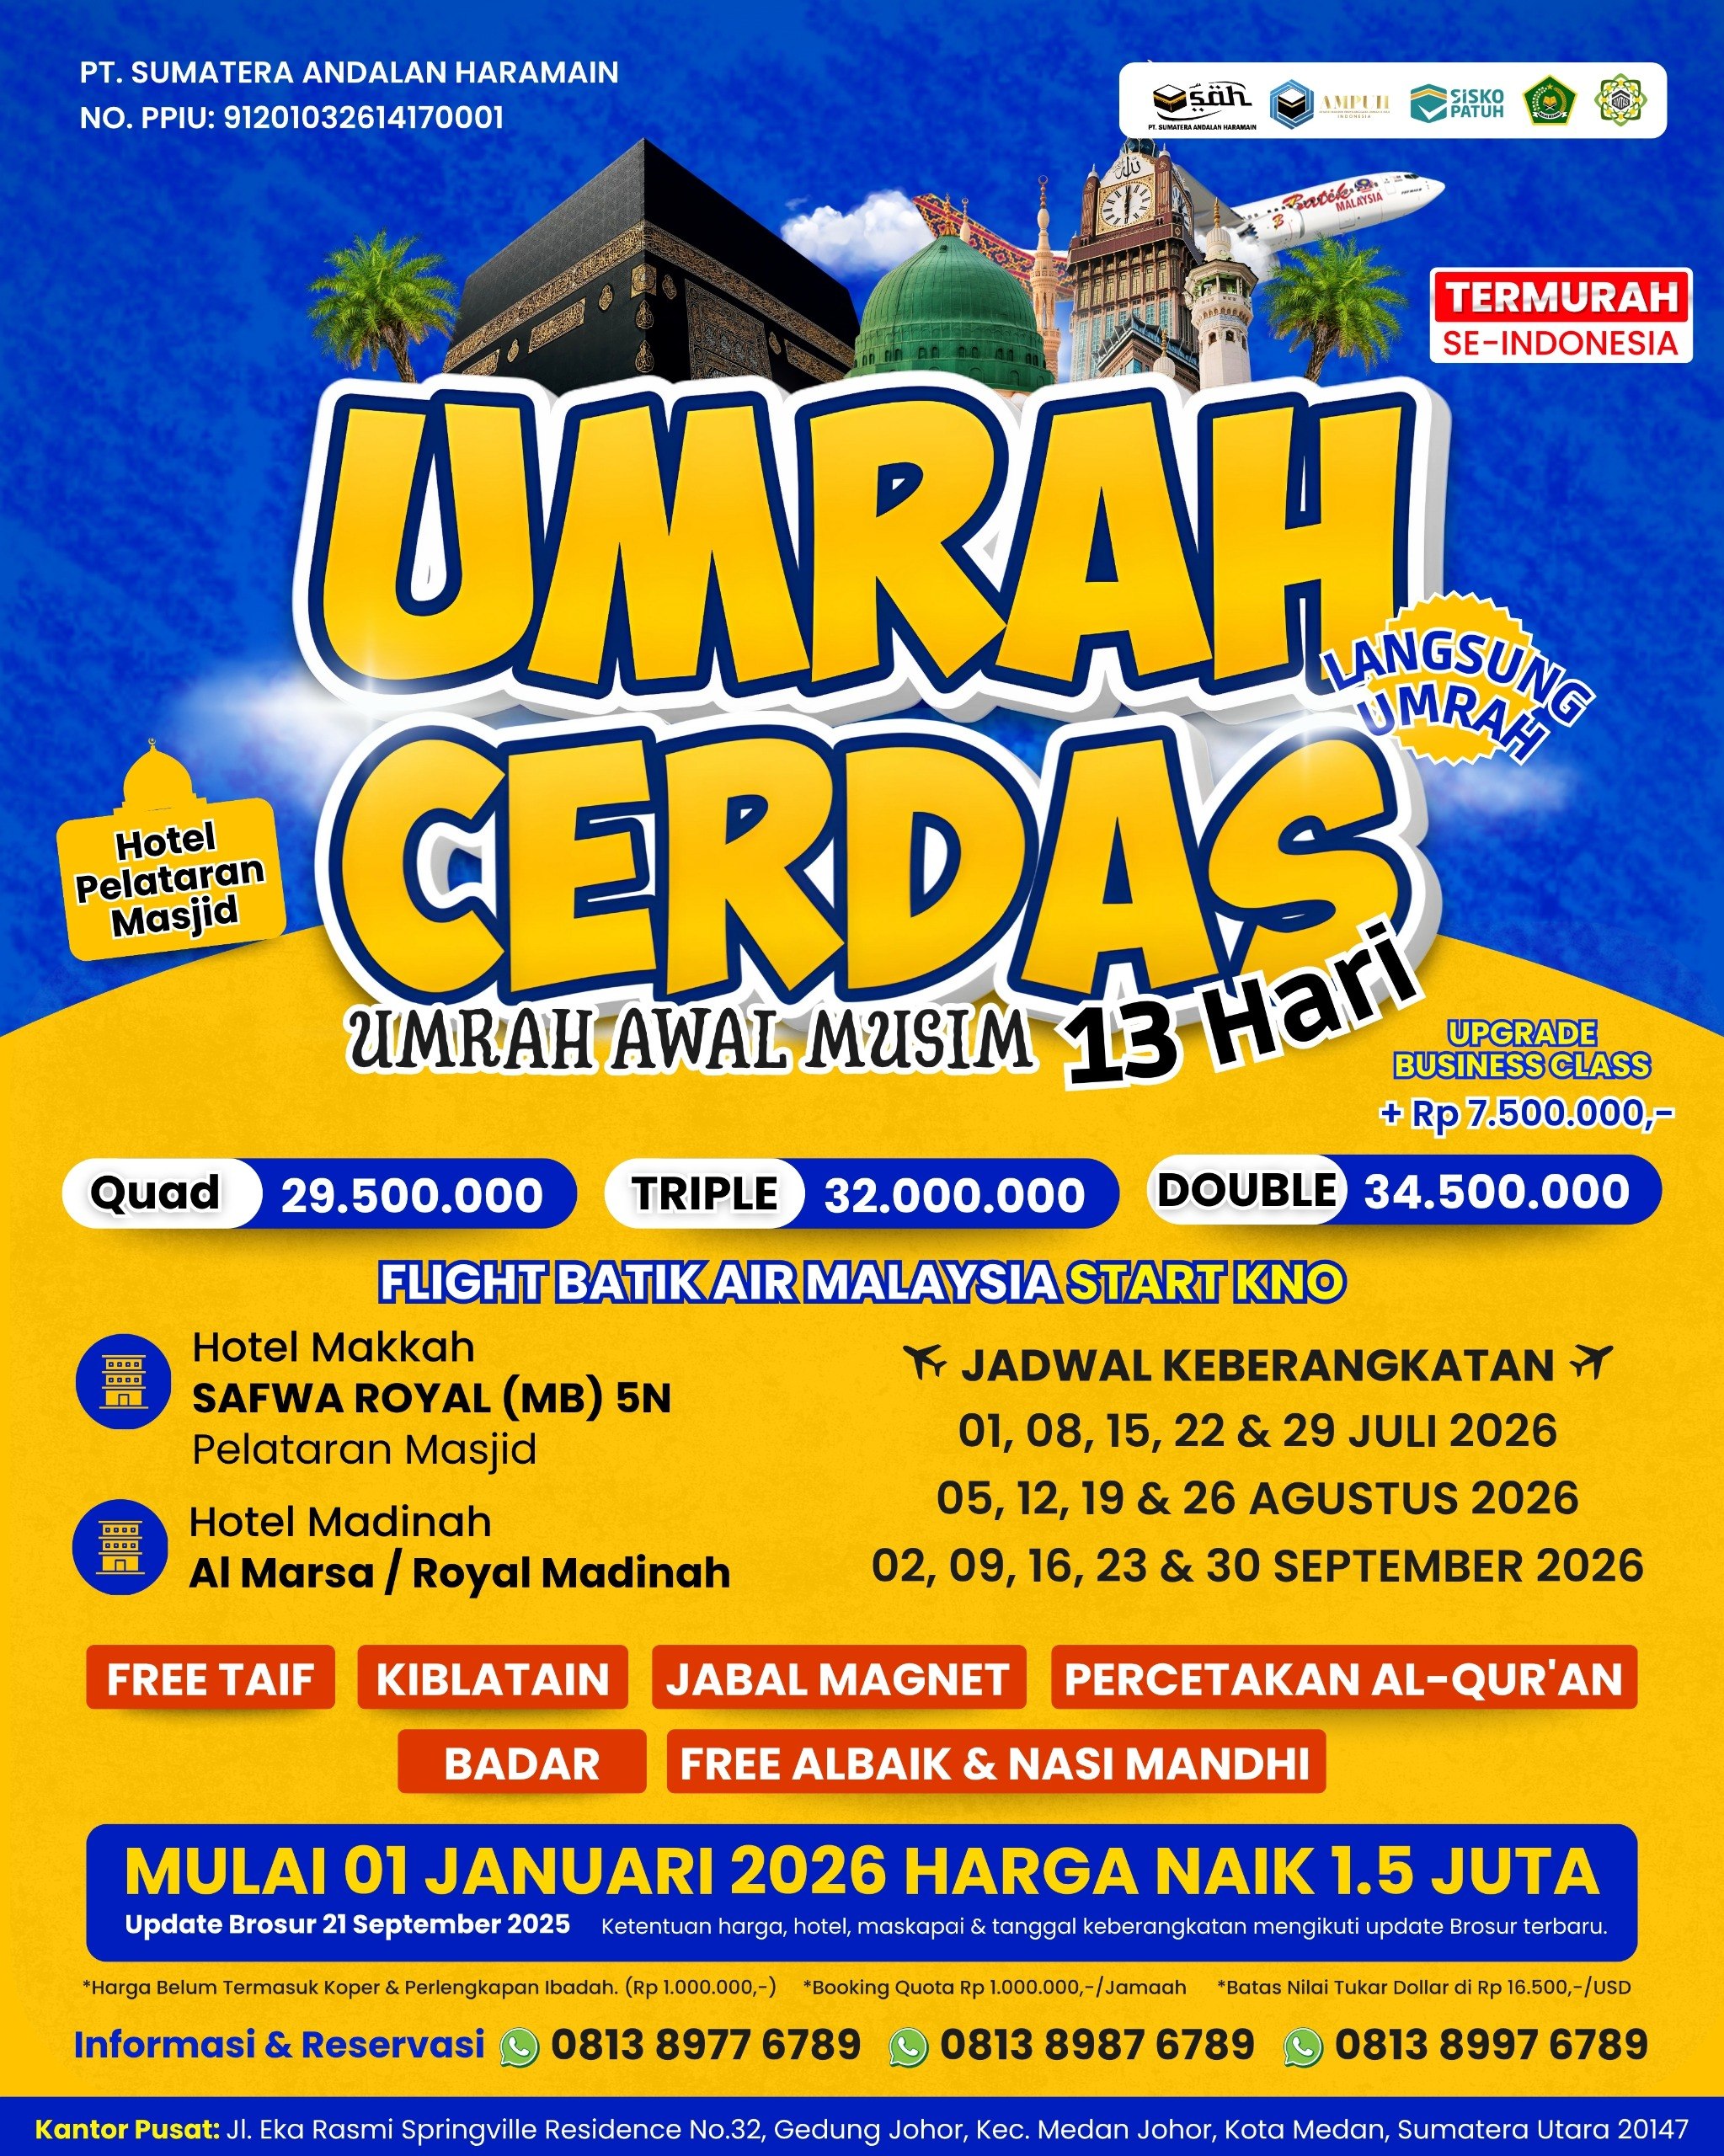 PT. SUMATERA ANDALAN HARAMAIN
NO. PPIU: 91201032614170001
sah
PT. SUMATERA ANDALAN HARAMAIN
AMPUH
INDONESIA
SiSKO
PATUH
Batik
MALAYSIA
TERMURAH
SE-INDONESIA
UMRAH
CERDAS
LANGSUNG
UMRAH
Hotel
Pelataran
Masjid
UMRAH AWAL MUSIM 13 Hari
UPGRADE
BUSINESS CLASS
+ Rp 7.500.000,-
Quad 29.500.000
TRIPLE 32.000.000
DOUBLE 34.500.000
FLIGHT BATIK AIR MALAYSIA START KNO
Hotel Makkah
SAFWA ROYAL (MB) 5N
Pelataran Masjid
Hotel Madinah
Al Marsa / Royal Madinah
JADWAL KEBERANGKATAN
01, 08, 15, 22 & 29 JULI 2026
05, 12, 19 & 26 AGUSTUS 2026
02, 09, 16, 23 & 30 SEPTEMBER 2026
FREE TAIF
KIBLATAIN
JABAL MAGNET
PERCETAKAN AL-QUR'AN
BADAR
FREE ALBAIK & NASI MANDHI
MULAI 01 JANUARI 2026 HARGA NAIK 1.5 JUTA
Update Brosur 21 September 2025 Ketentuan harga, hotel, maskapai & tanggal keberangkatan mengikuti update Brosur terbaru.
*Harga Belum Termasuk Koper & Perlengkapan Ibadah. (Rp 1.000.000,-) *Booking Quota Rp 1.000.000,-/Jamaah *Batas Nilai Tukar Dollar di Rp 16.500,-/USD
Informasi & Reservasi 0813 8977 6789 0813 8987 6789 0813 8997 6789
Kantor Pusat: Jl. Eka Rasmi Springville Residence No.32, Gedung Johor, Kec. Medan Johor, Kota Medan, Sumatera Utara 20147